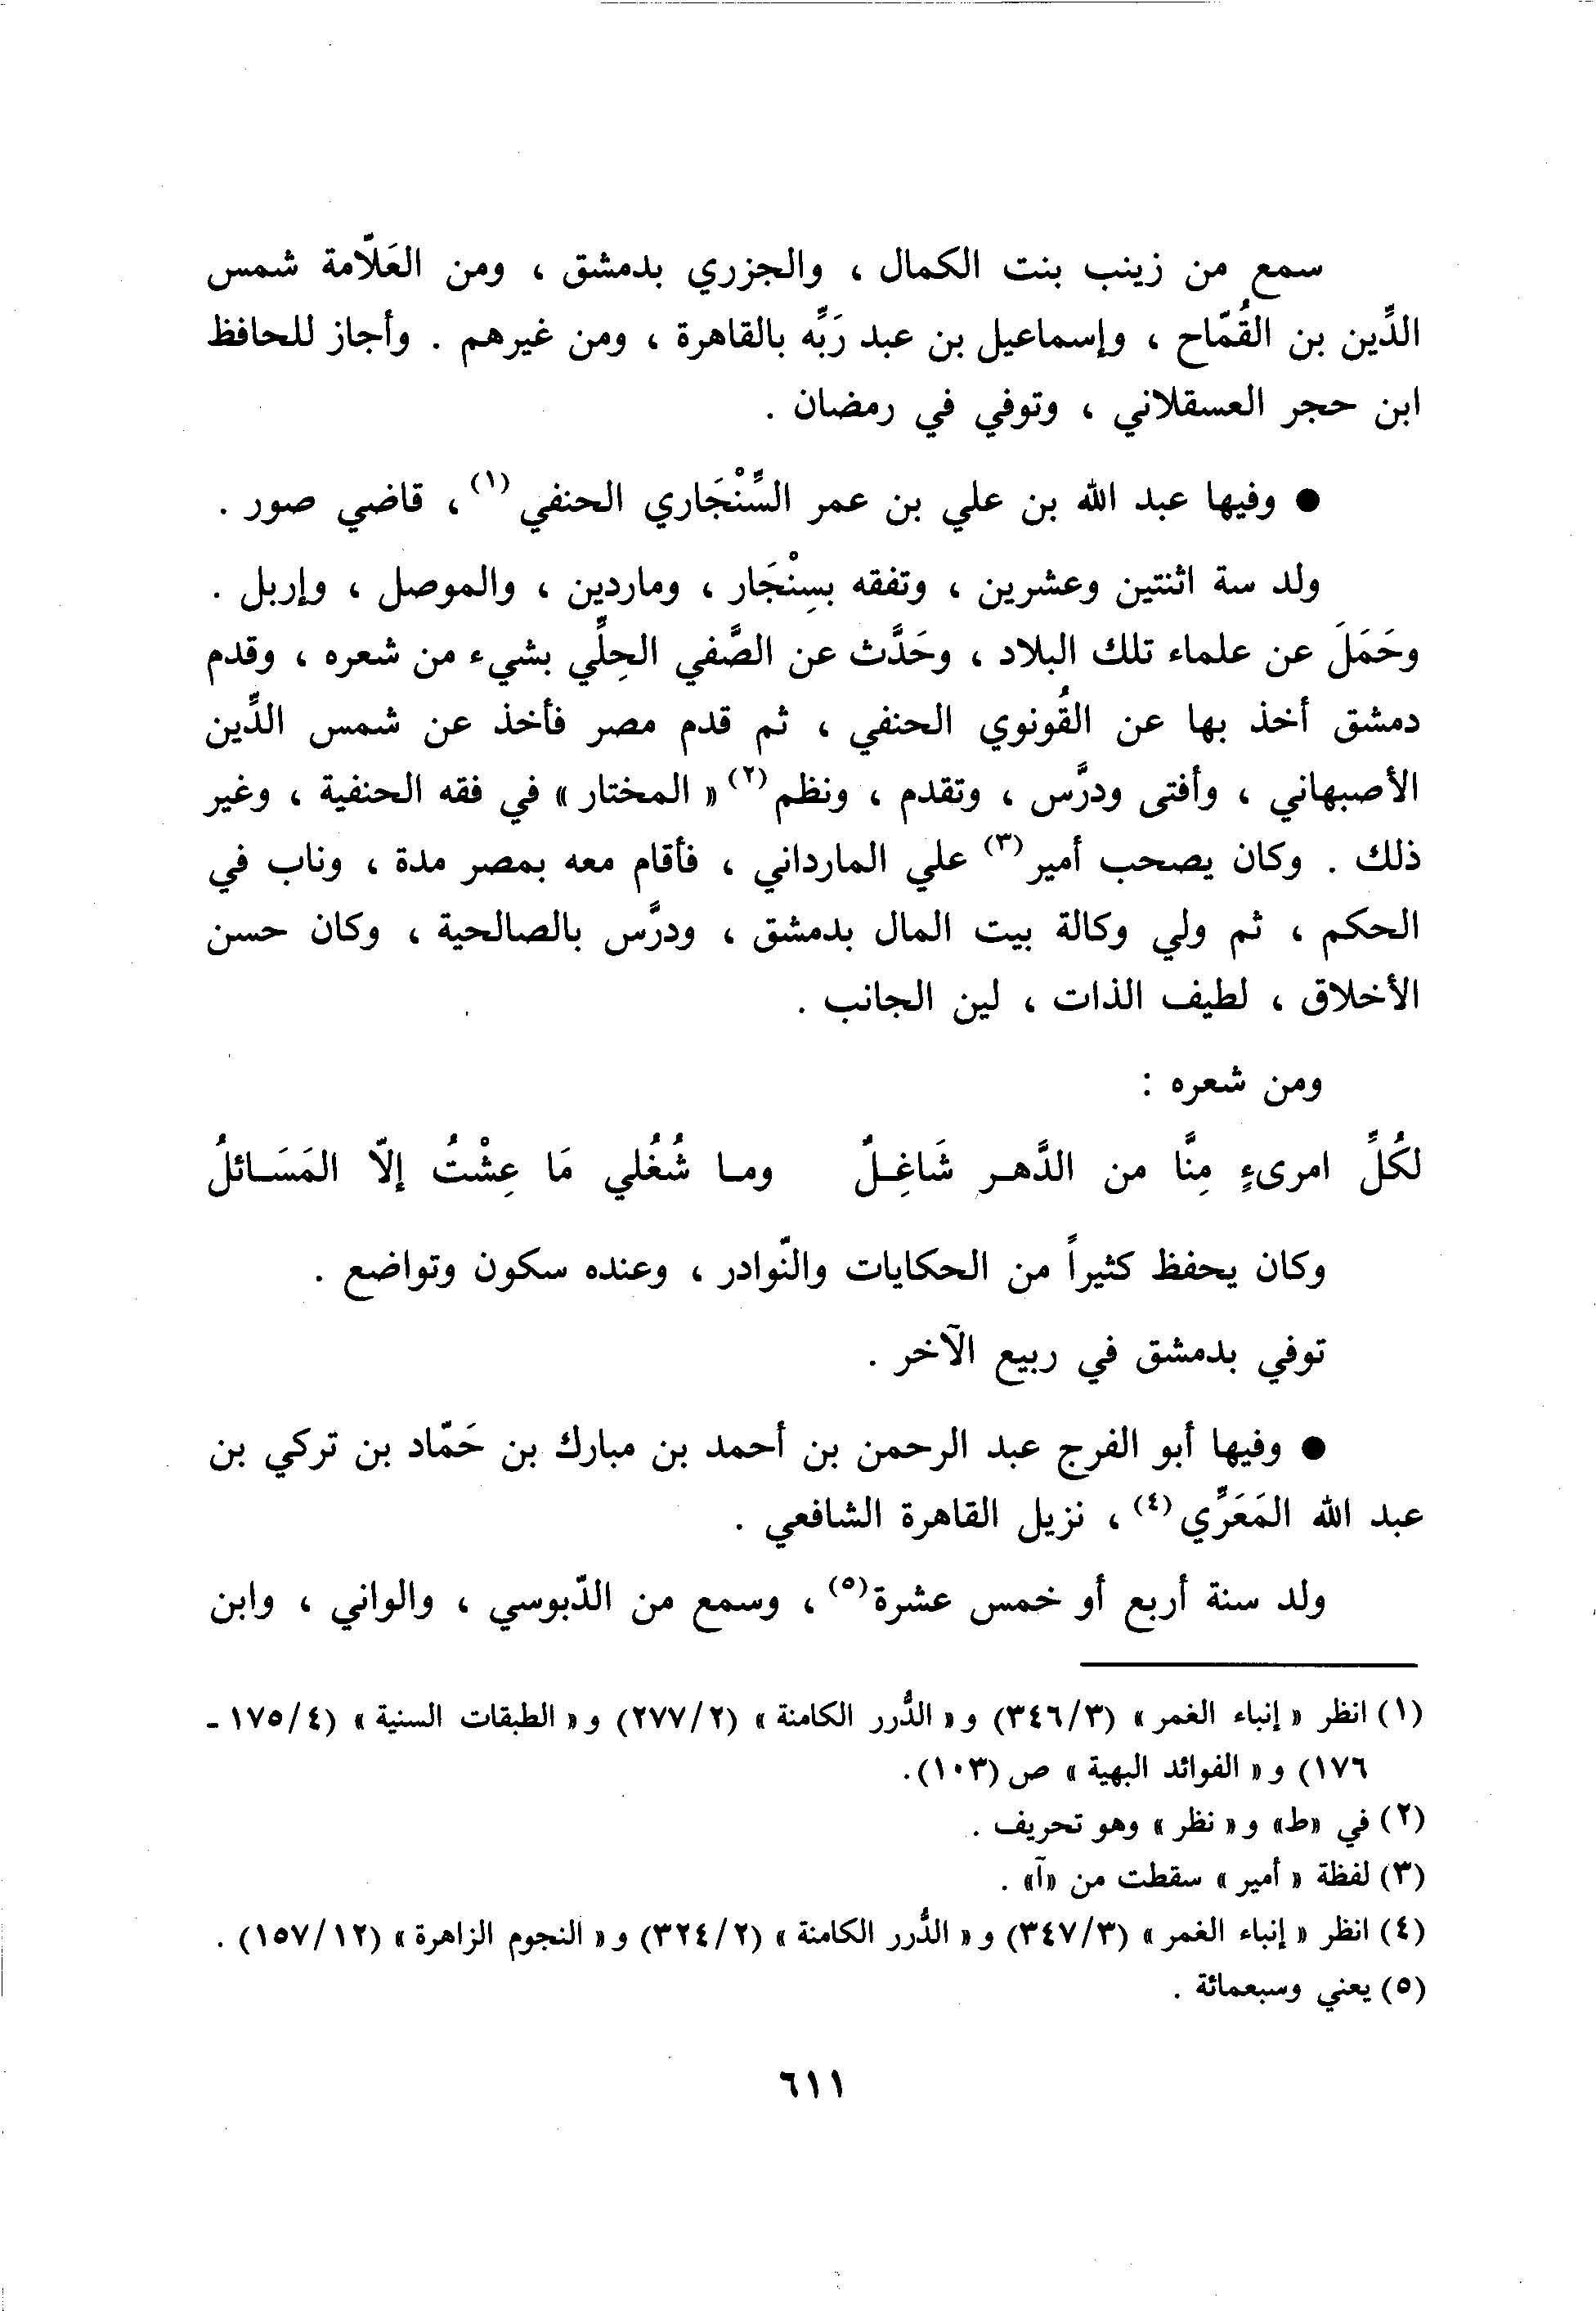 سمع من زينب بنت الكمال ، والجزري بدمشق ، ومن العَلّامة شمس
الدِّين بن القُمّاح ، وإسماعيل بن عبد رَبِّه بالقاهرة ، ومن غيرهم . وأجاز للحافظ
ابن حجر العسقلاني ، وتوفي في رمضان .
● وفيها عبد الله بن علي بن عمر السِّنْجَاري الحنفي (١) ، قاضي صور .
ولد سة اثنتين وعشرين ، وتفقه بسِنْجَار ، وماردين ، والموصل ، وإربل .
وحَمَلَ عن علماء تلك البلاد ، وحَدَّث عن الصَّفي الحِلِّي بشيء من شعره ، وقدم
دمشق أخذ بها عن القُونوي الحنفي ، ثم قدم مصر فأخذ عن شمس الدِّين
الأصبهاني ، وأفتى ودرَّس ، وتقدم ، ونظم (٢) « المختار » في فقه الحنفية ، وغير
ذلك . وكان يصحب أمير (٣) علي المارداني ، فأقام معه بمصر مدة ، وناب في
الحكم ، ثم ولي وكالة بيت المال بدمشق ، ودرَّس بالصالحية ، وكان حسن
الأخلاق ، لطيف الذات ، لين الجانب .
ومن شعره :
لكُلِّ امرىءٍ مِنَّا من الدَّهـر شَاغِـلٌ ومـا شُغُلي مَا عِشْتُ إلّا المَسَـائلُ
وكان يحفظ كثيراً من الحكايات والنّوادر ، وعنده سكون وتواضع .
توفي بدمشق في ربيع الآخر .
● وفيها أبو الفرج عبد الرحمن بن أحمد بن مبارك بن حَمّاد بن تركي بن
عبد الله المَعَرِّي (٤) ، نزيل القاهرة الشافعي .
ولد سنة أربع أو خمس عشرة (٥) ، وسمع من الدّبوسي ، والواني ، وابن
(١) انظر « إنباء الغمر » (٣٤٦/٣) و « الدُّرر الكامنة » (٢٧٧/٢) و « الطبقات السنية » (١٧٥/٤ -
١٧٦) و « الفوائد البهية » ص (١٠٣).
(٢) في «ط» و « نظر » وهو تحريف .
(٣) لفظة « أمير » سقطت من «آ» .
(٤) انظر « إنباء الغمر » (٣٤٧/٣) و « الدُّرر الكامنة » (٣٢٤/٢) و « النجوم الزاهرة » (١٥٧/١٢) .
(٥) يعني وسبعمائة .
٦١١